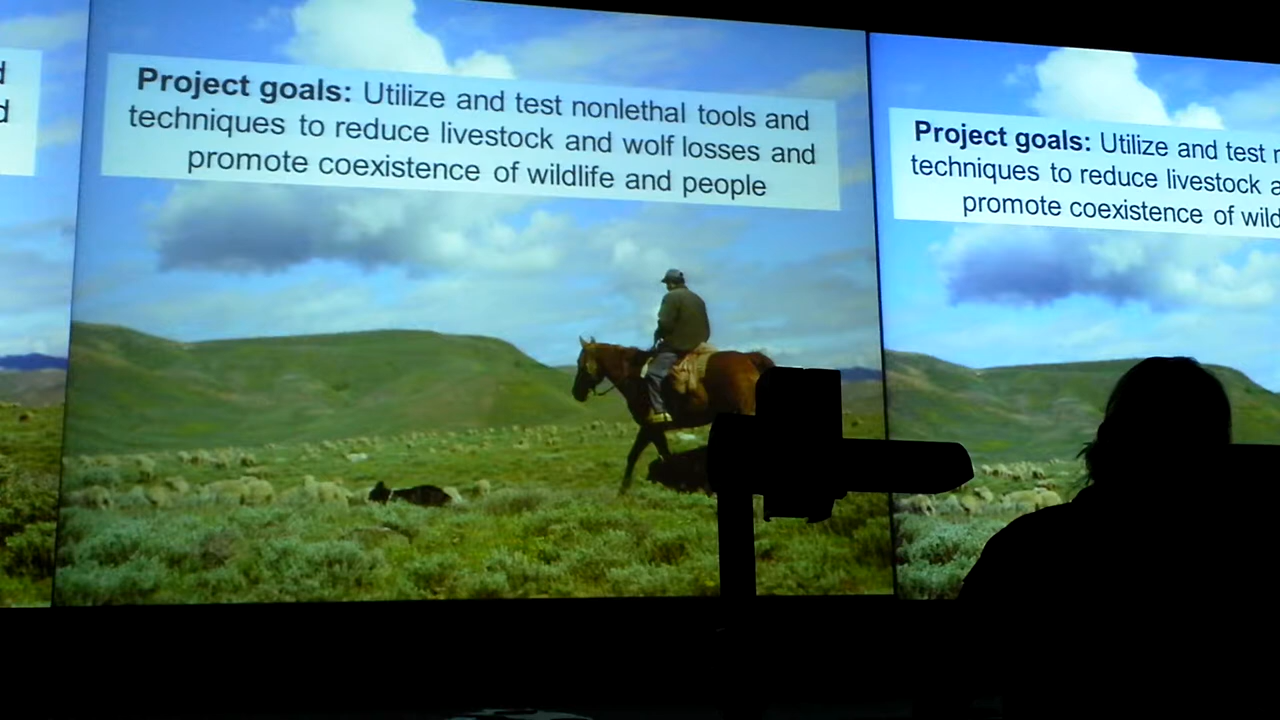 d
d
Project goals: Utilize and test nonlethal tools and
techniques to reduce livestock and wolf losses and
promote coexistence of wildlife and people
Project goals: Utilize and test
techniques to reduce livestock
promote coexistence of